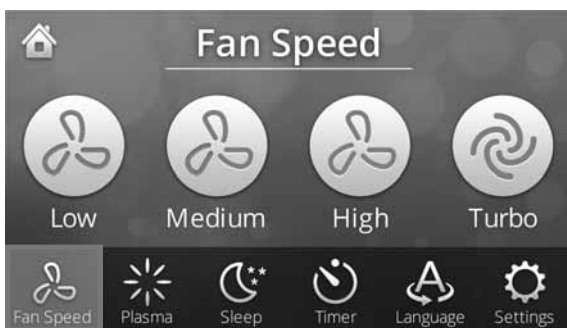 Fan Speed
Low Medium High Turbo
Fan Speed Plasma Sleep Timer Language Settings